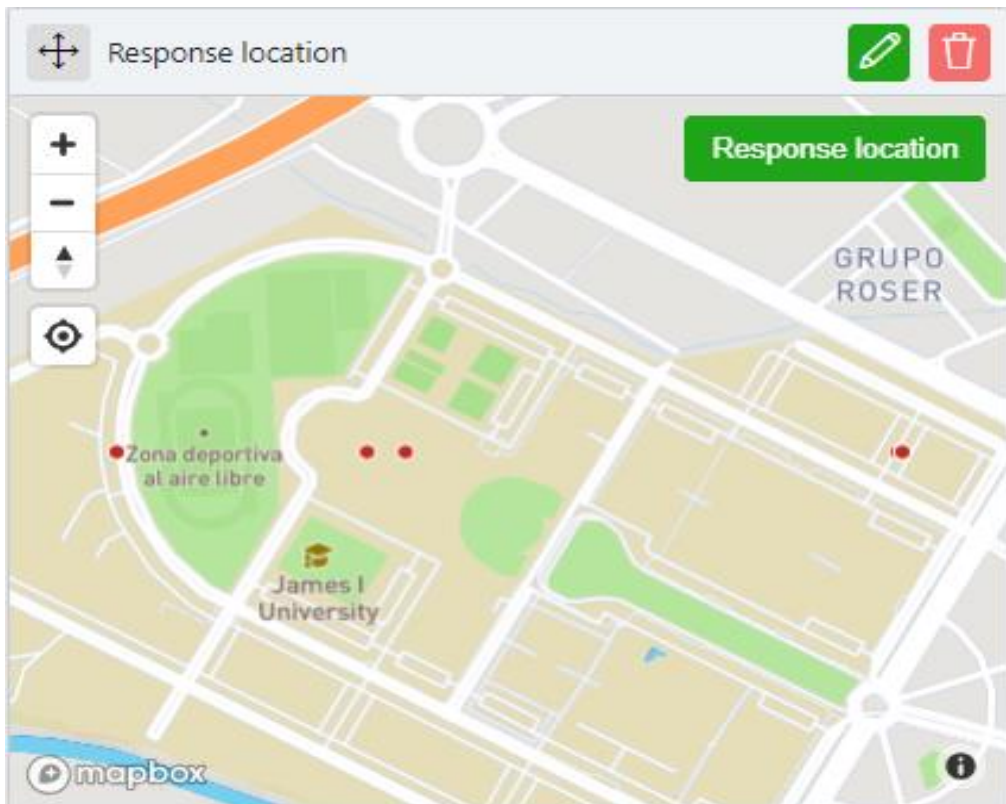 Response location
Response location
GRUPO
ROSER
Zona deportiva
al aire libre
James I
University
mapbox